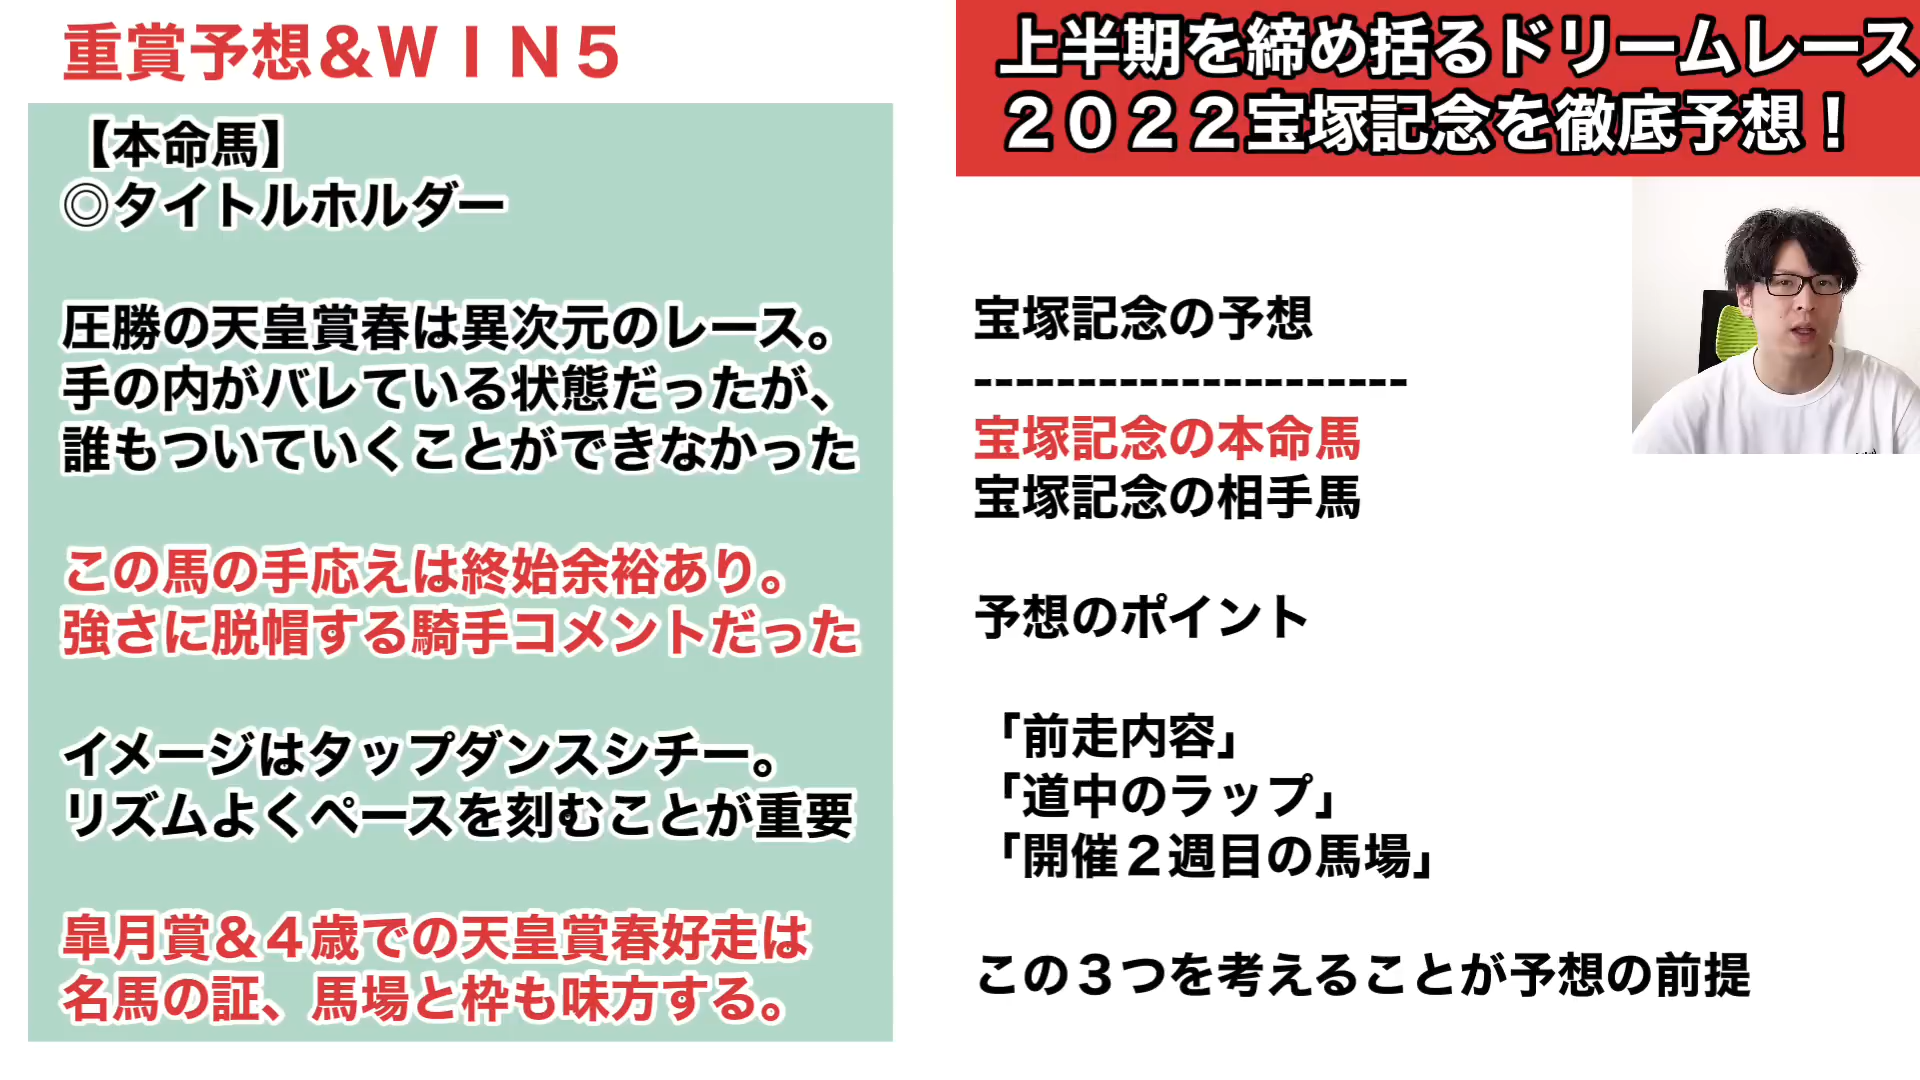 重賞予想&ＷＩＮ５
【本命馬】
◎タイトルホルダー
圧勝の天皇賞春は異次元のレース。
手の内がバレている状態だったが、
誰もついていくことができなかった
この馬の手応えは終始余裕あり。
強さに脱帽する騎手コメントだった
イメージはタップダンスシチー。
リズムよくペースを刻むことが重要
皐月賞&４歳での天皇賞春好走は
名馬の証、馬場と枠も味方する。
上半期を締め括るドリームレース
２０２２宝塚記念を徹底予想！
宝塚記念の予想
---------------------
宝塚記念の本命馬
宝塚記念の相手馬
予想のポイント
「前走内容」
「道中のラップ」
「開催２週目の馬場」
この３つを考えることが予想の前提